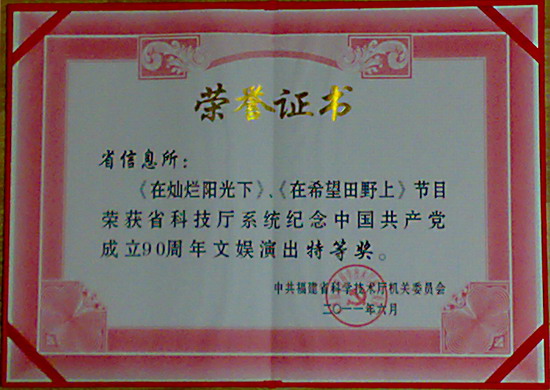 荣誉证书
省信息所：
《在灿烂阳光下》、《在希望田野上》节目
荣获省科技厅系统纪念中国共产党
成立90周年文娱演出特等奖。
中共福建省科学技术厅机关委员会
二〇一一年六月